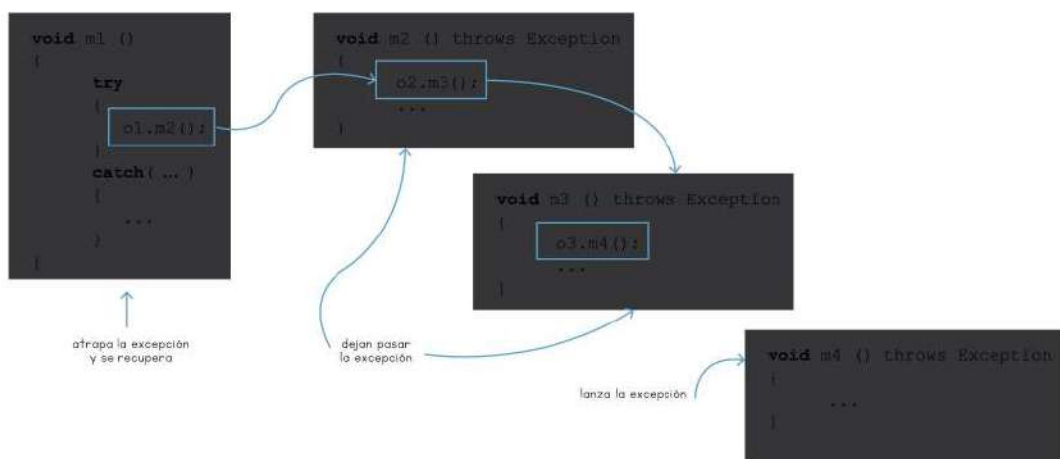 void m1 ()
{
try
{
o1.m2();
}
catch( ... )
{
...
}
}
atrapa la excepción
y se recupera
void m2 () throws Exception
{
o2.m3();
...
}
dejan pasar
la excepción
void m3 () throws Exception
{
o3.m4();
...
}
lanza la excepción
void m4 () throws Exception
{
...
}